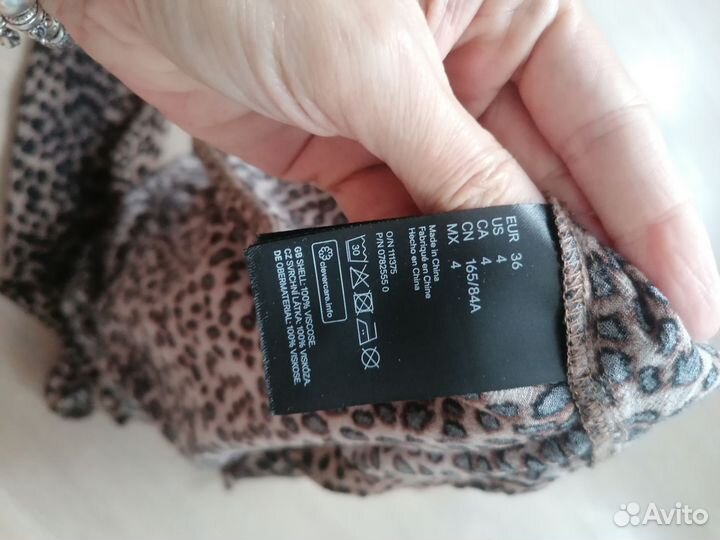 EUR 36
US 4
CA 4
CN 165/84A
MX 4
Made in China
Fabriqué en Chine
Hecho en China
O/N 111375
P/N 0782555 0
30
clevercare.info
GB SHELL: 100% VISCOSE.
CZ SVRCHNÍ LÁTKA: 100% VISKÓZA.
DE OBERMATERIAL: 100% VISKOSE.
Avito